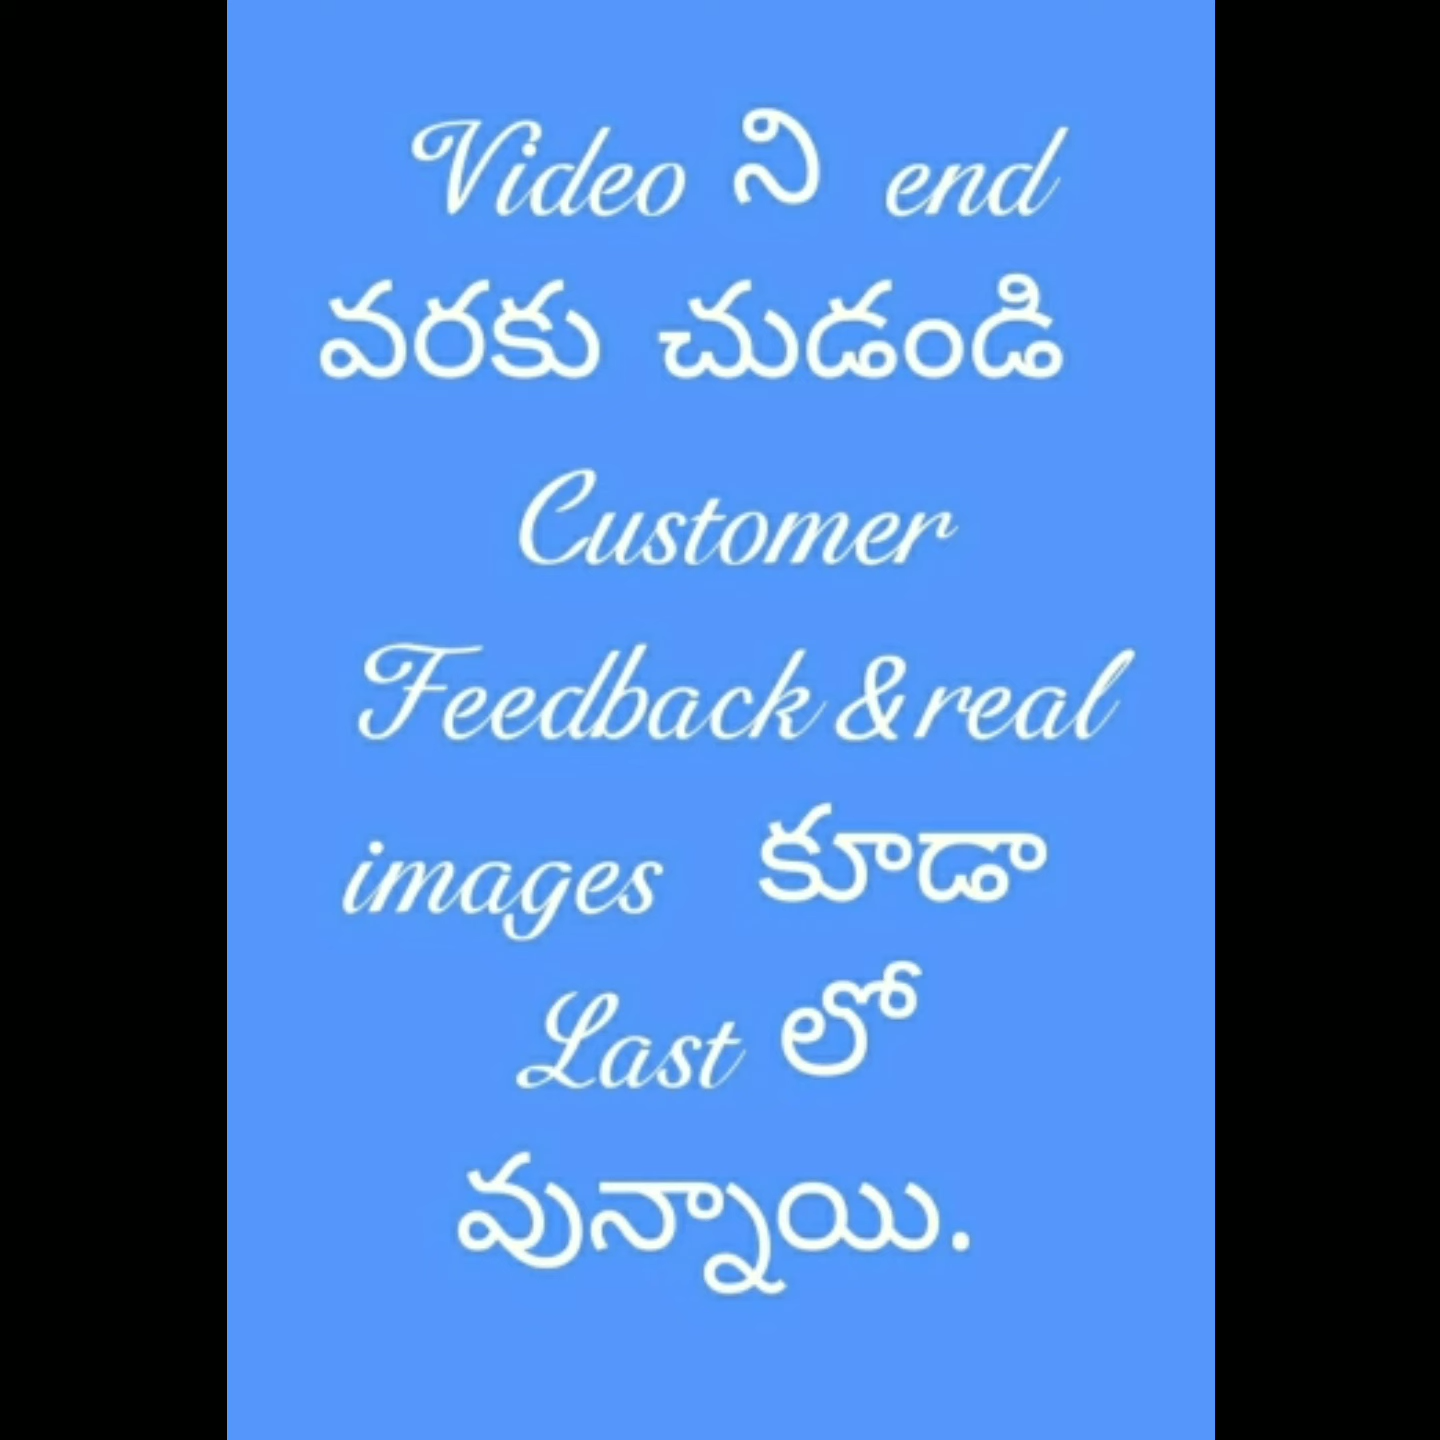 Video ని end
వరకు చుడండి
Customer
Feedback&real
images కూడా
Last లో
వున్నాయి.